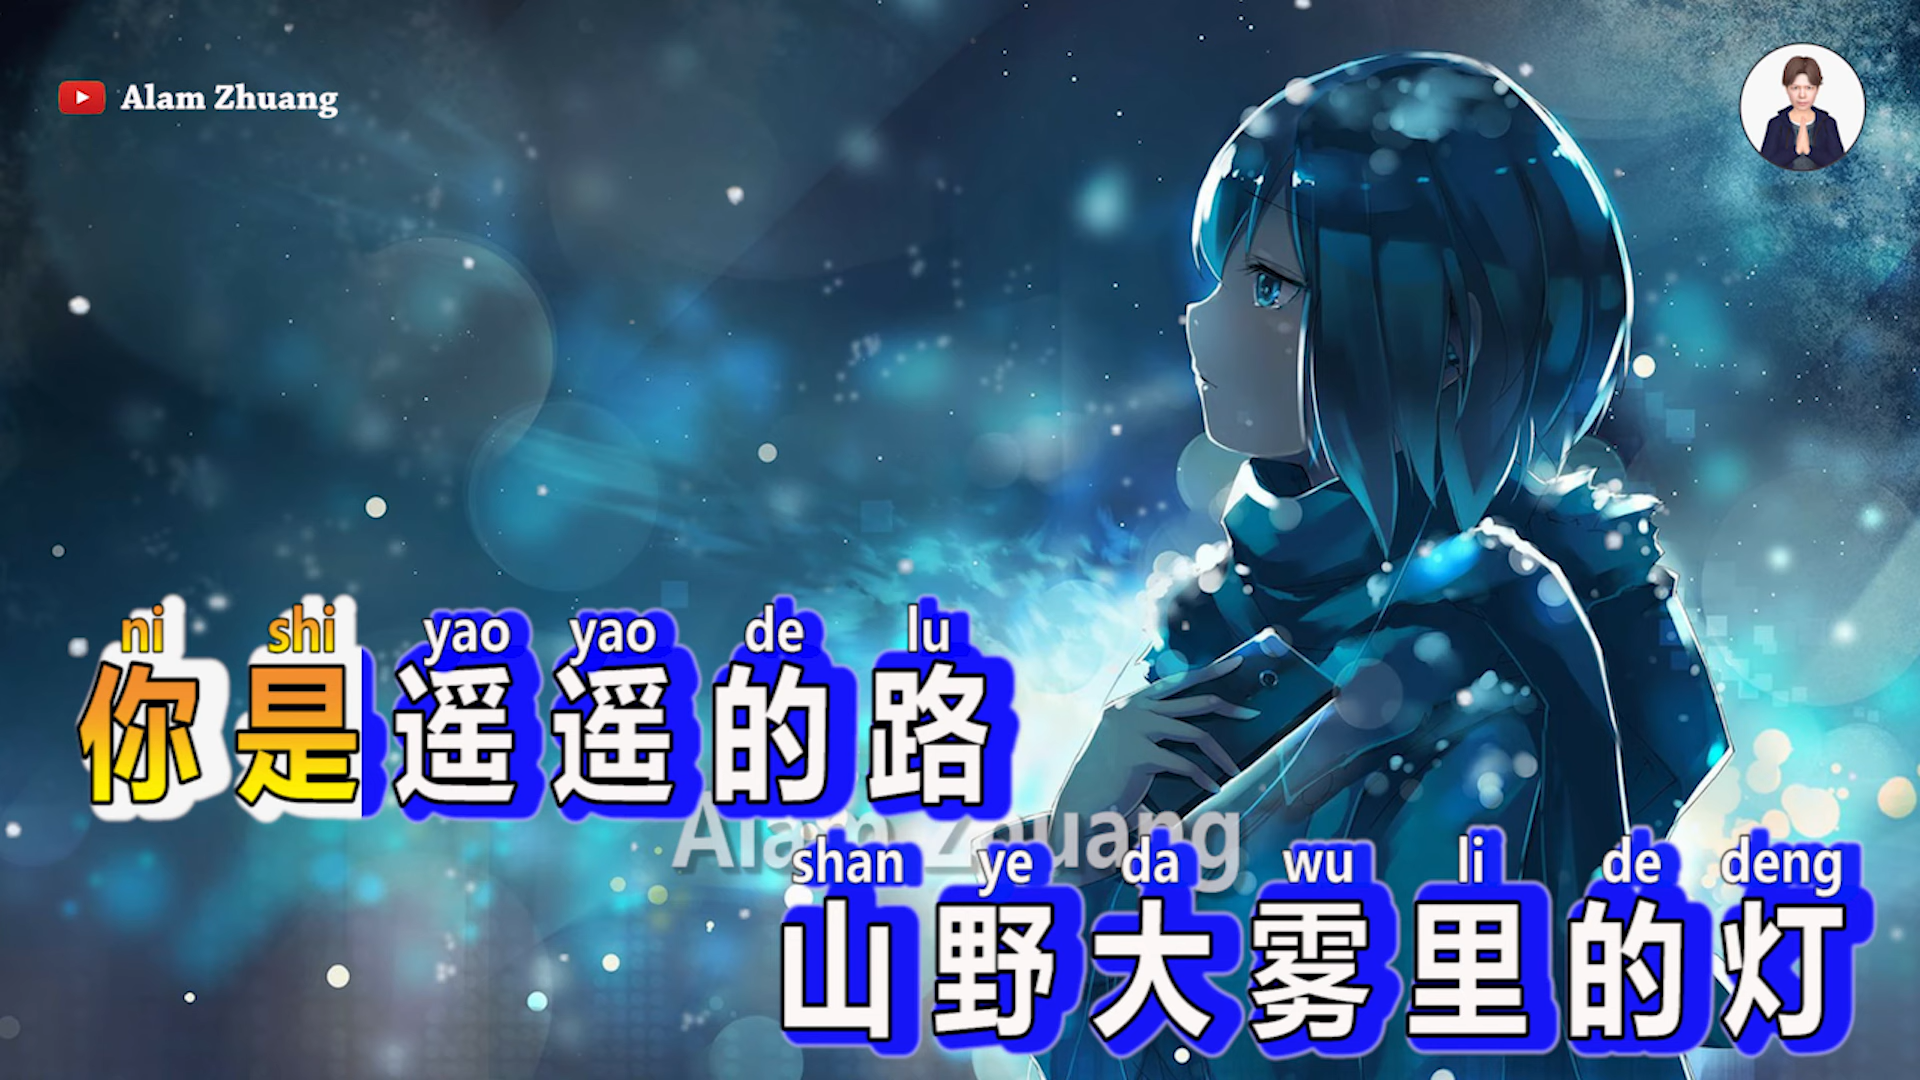 Alam Zhuang
ni shi yao yao de lu
你是遥遥的路
Alam Zhuang
shan ye da wu li de deng
山野大雾里的灯